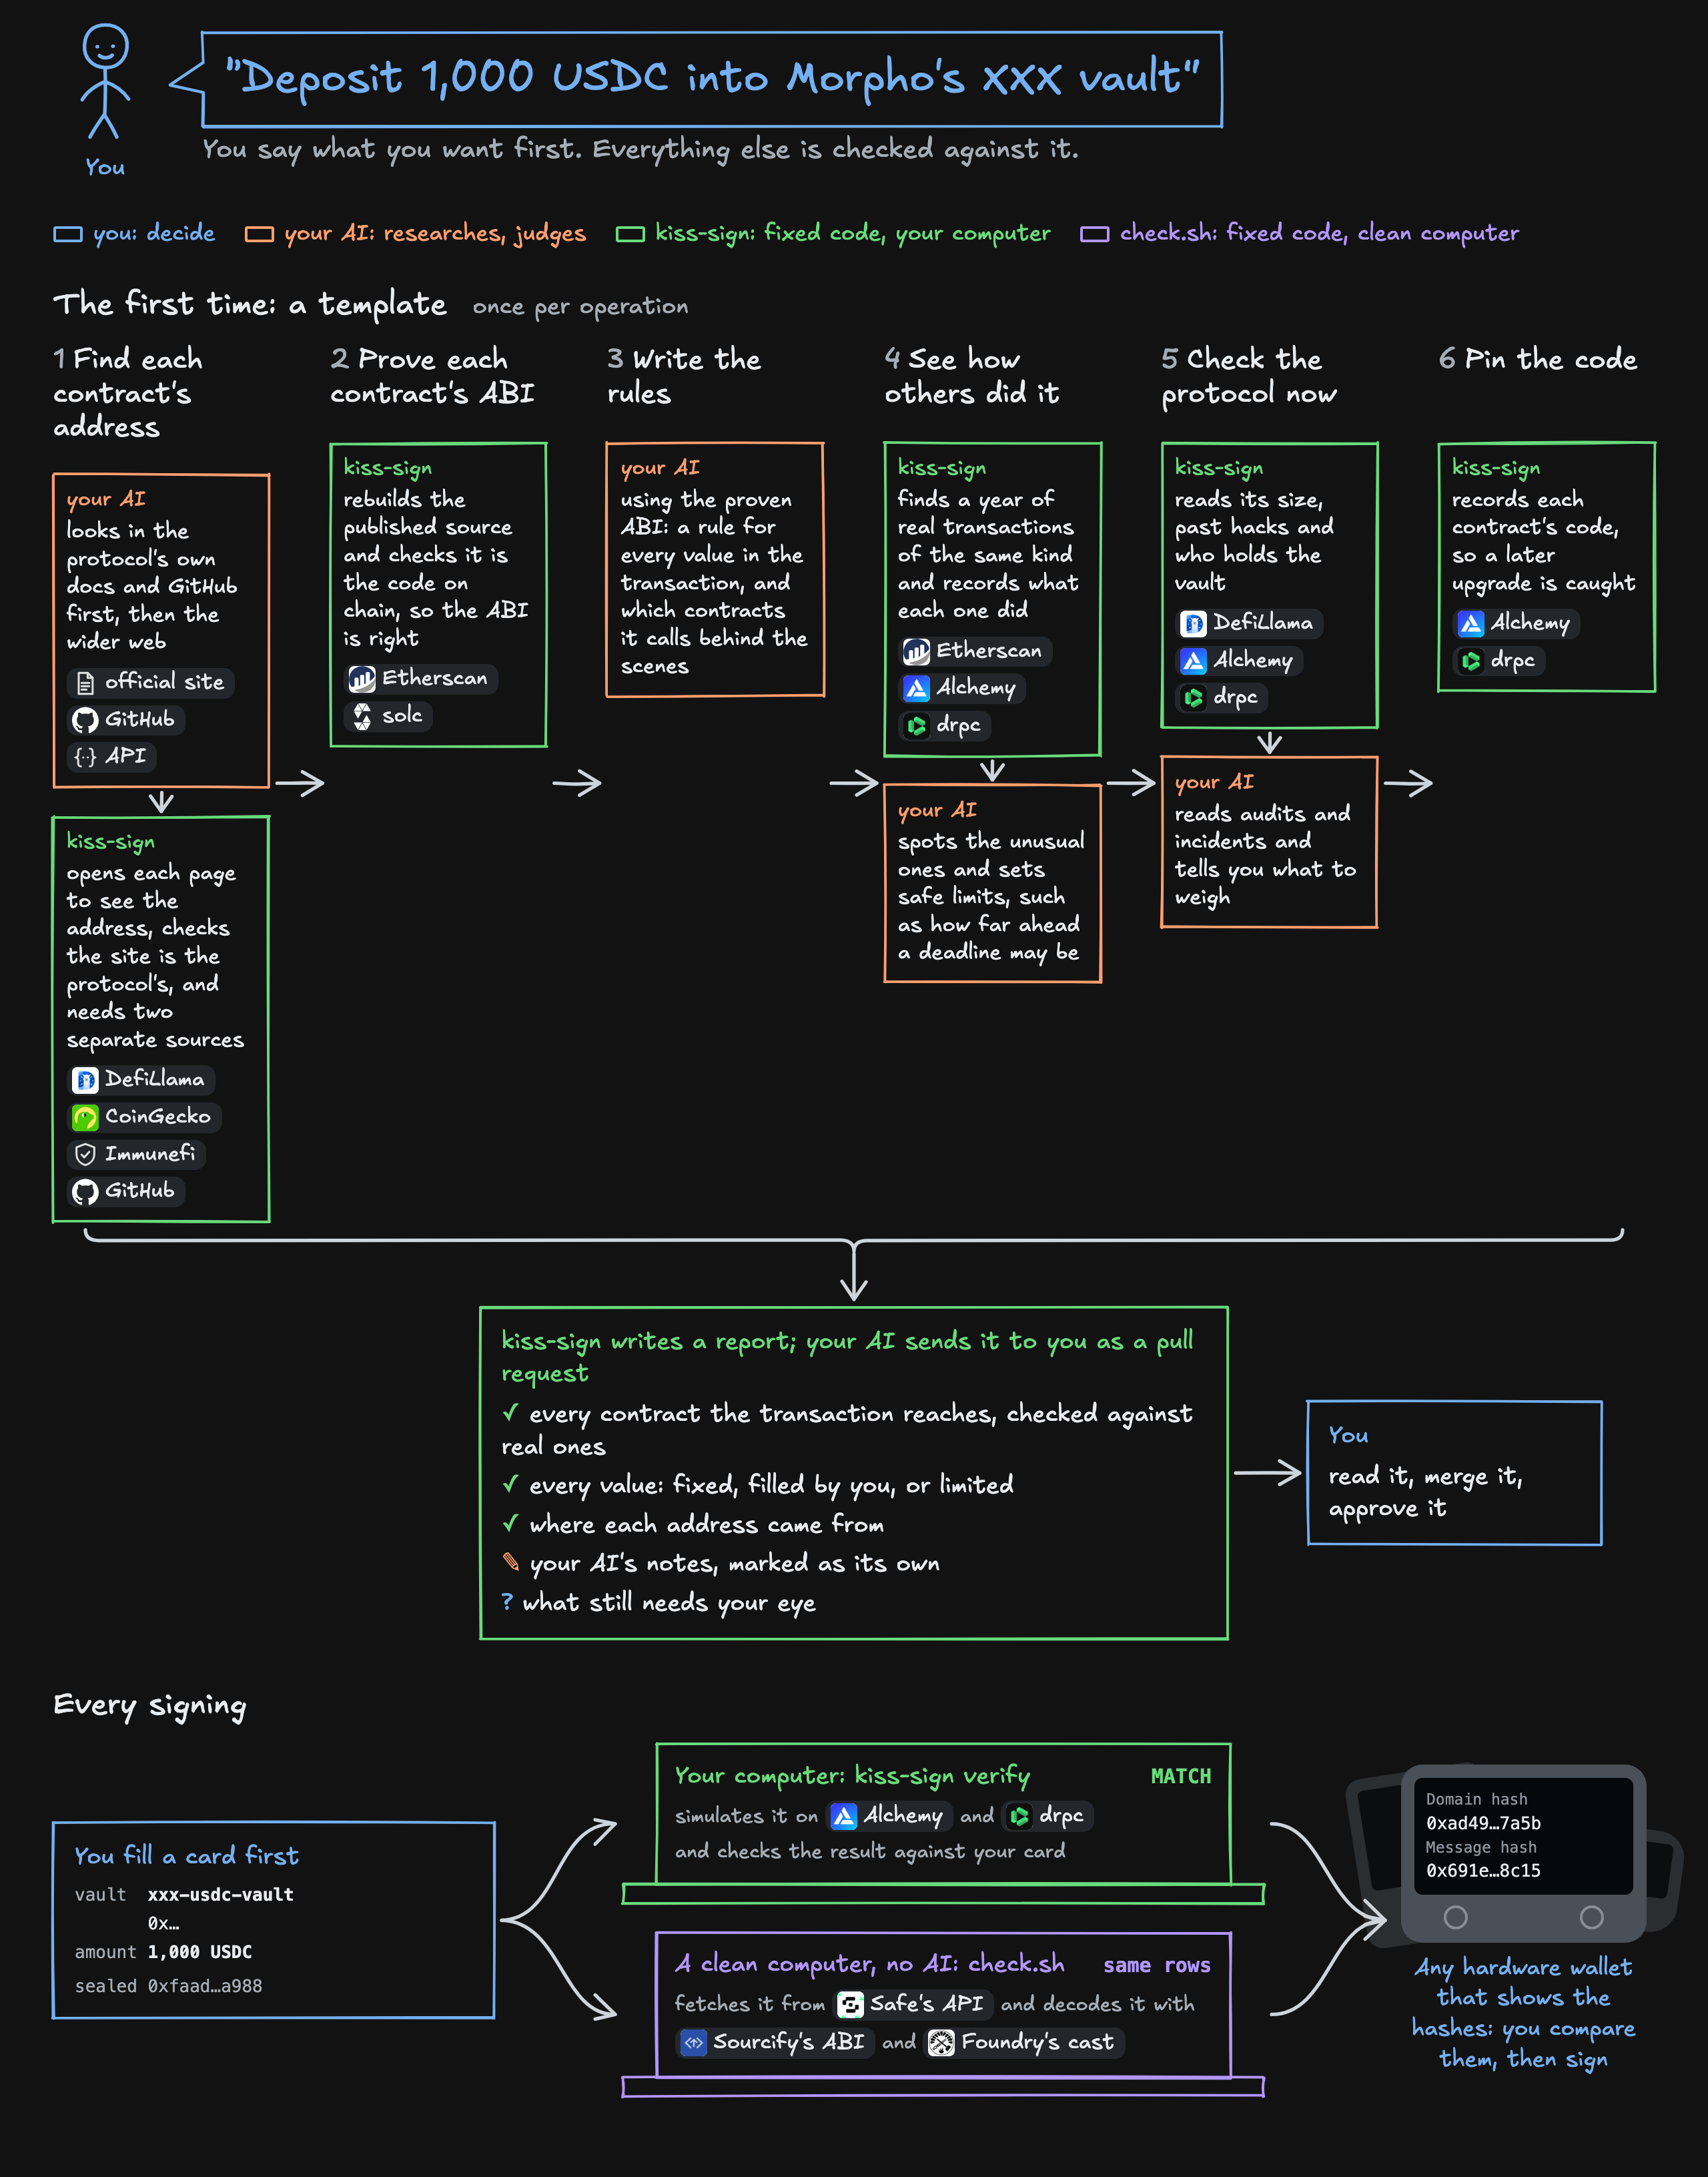 "Deposit 1,000 USDC into Morpho's XXX vault"
You
You say what you want first. Everything else is checked against it.
you: decide
your AI: researches, judges
kiss-sign: fixed code, your computer
check.sh: fixed code, clean computer
The first time: a template
once per operation
1 Find each
contract's
address
your AI
looks in the
protocol's own
docs and GitHub
first, then the
wider web
official site
GitHub
API
kiss-sign
opens each page
to see the
address, checks
the site is the
protocol's, and
needs two
separate sources
DefiLlama
CoinGecko
Immunefi
GitHub
2 Prove each
contract's ABI
kiss-sign
rebuilds the
published source
and checks it is
the code on
chain, so the ABI
is right
Etherscan
solc
3 Write the
rules
your AI
using the proven
ABI: a rule for
every value in the
transaction, and
which contracts
it calls behind the
scenes
4 See how
others did it
kiss-sign
finds a year of
real transactions
of the same kind
and records what
each one did
Etherscan
Alchemy
drpc
your AI
spots the unusual
ones and sets
safe limits, such
as how far ahead
a deadline may be
5 Check the
protocol now
kiss-sign
reads its size,
past hacks and
who holds the
vault
DefiLlama
Alchemy
drpc
your AI
reads audits and
incidents and
tells you what to
weigh
6 Pin the code
kiss-sign
records each
contract's code,
so a later
upgrade is caught
Alchemy
drpc
kiss-sign writes a report; your AI sends it to you as a pull
request
✓ every contract the transaction reaches, checked against
real ones
✓ every value: fixed, filled by you, or limited
✓ where each address came from
✎ your AI's notes, marked as its own
? what still needs your eye
You
read it, merge it,
approve it
Every signing
You fill a card first
vault xxx-usdc-vault
0x…
amount 1,000 USDC
sealed 0xfaad…a988
Your computer: kiss-sign verify MATCH
simulates it on Alchemy and drpc
and checks the result against your card
A clean computer, no AI: check.sh same rows
fetches it from Safe's API and decodes it with
Sourcify's ABI and Foundry's cast
Domain hash
0xad49…7a5b
Message hash
0x691e…8c15
Any hardware wallet
that shows the
hashes: you compare
them, then sign